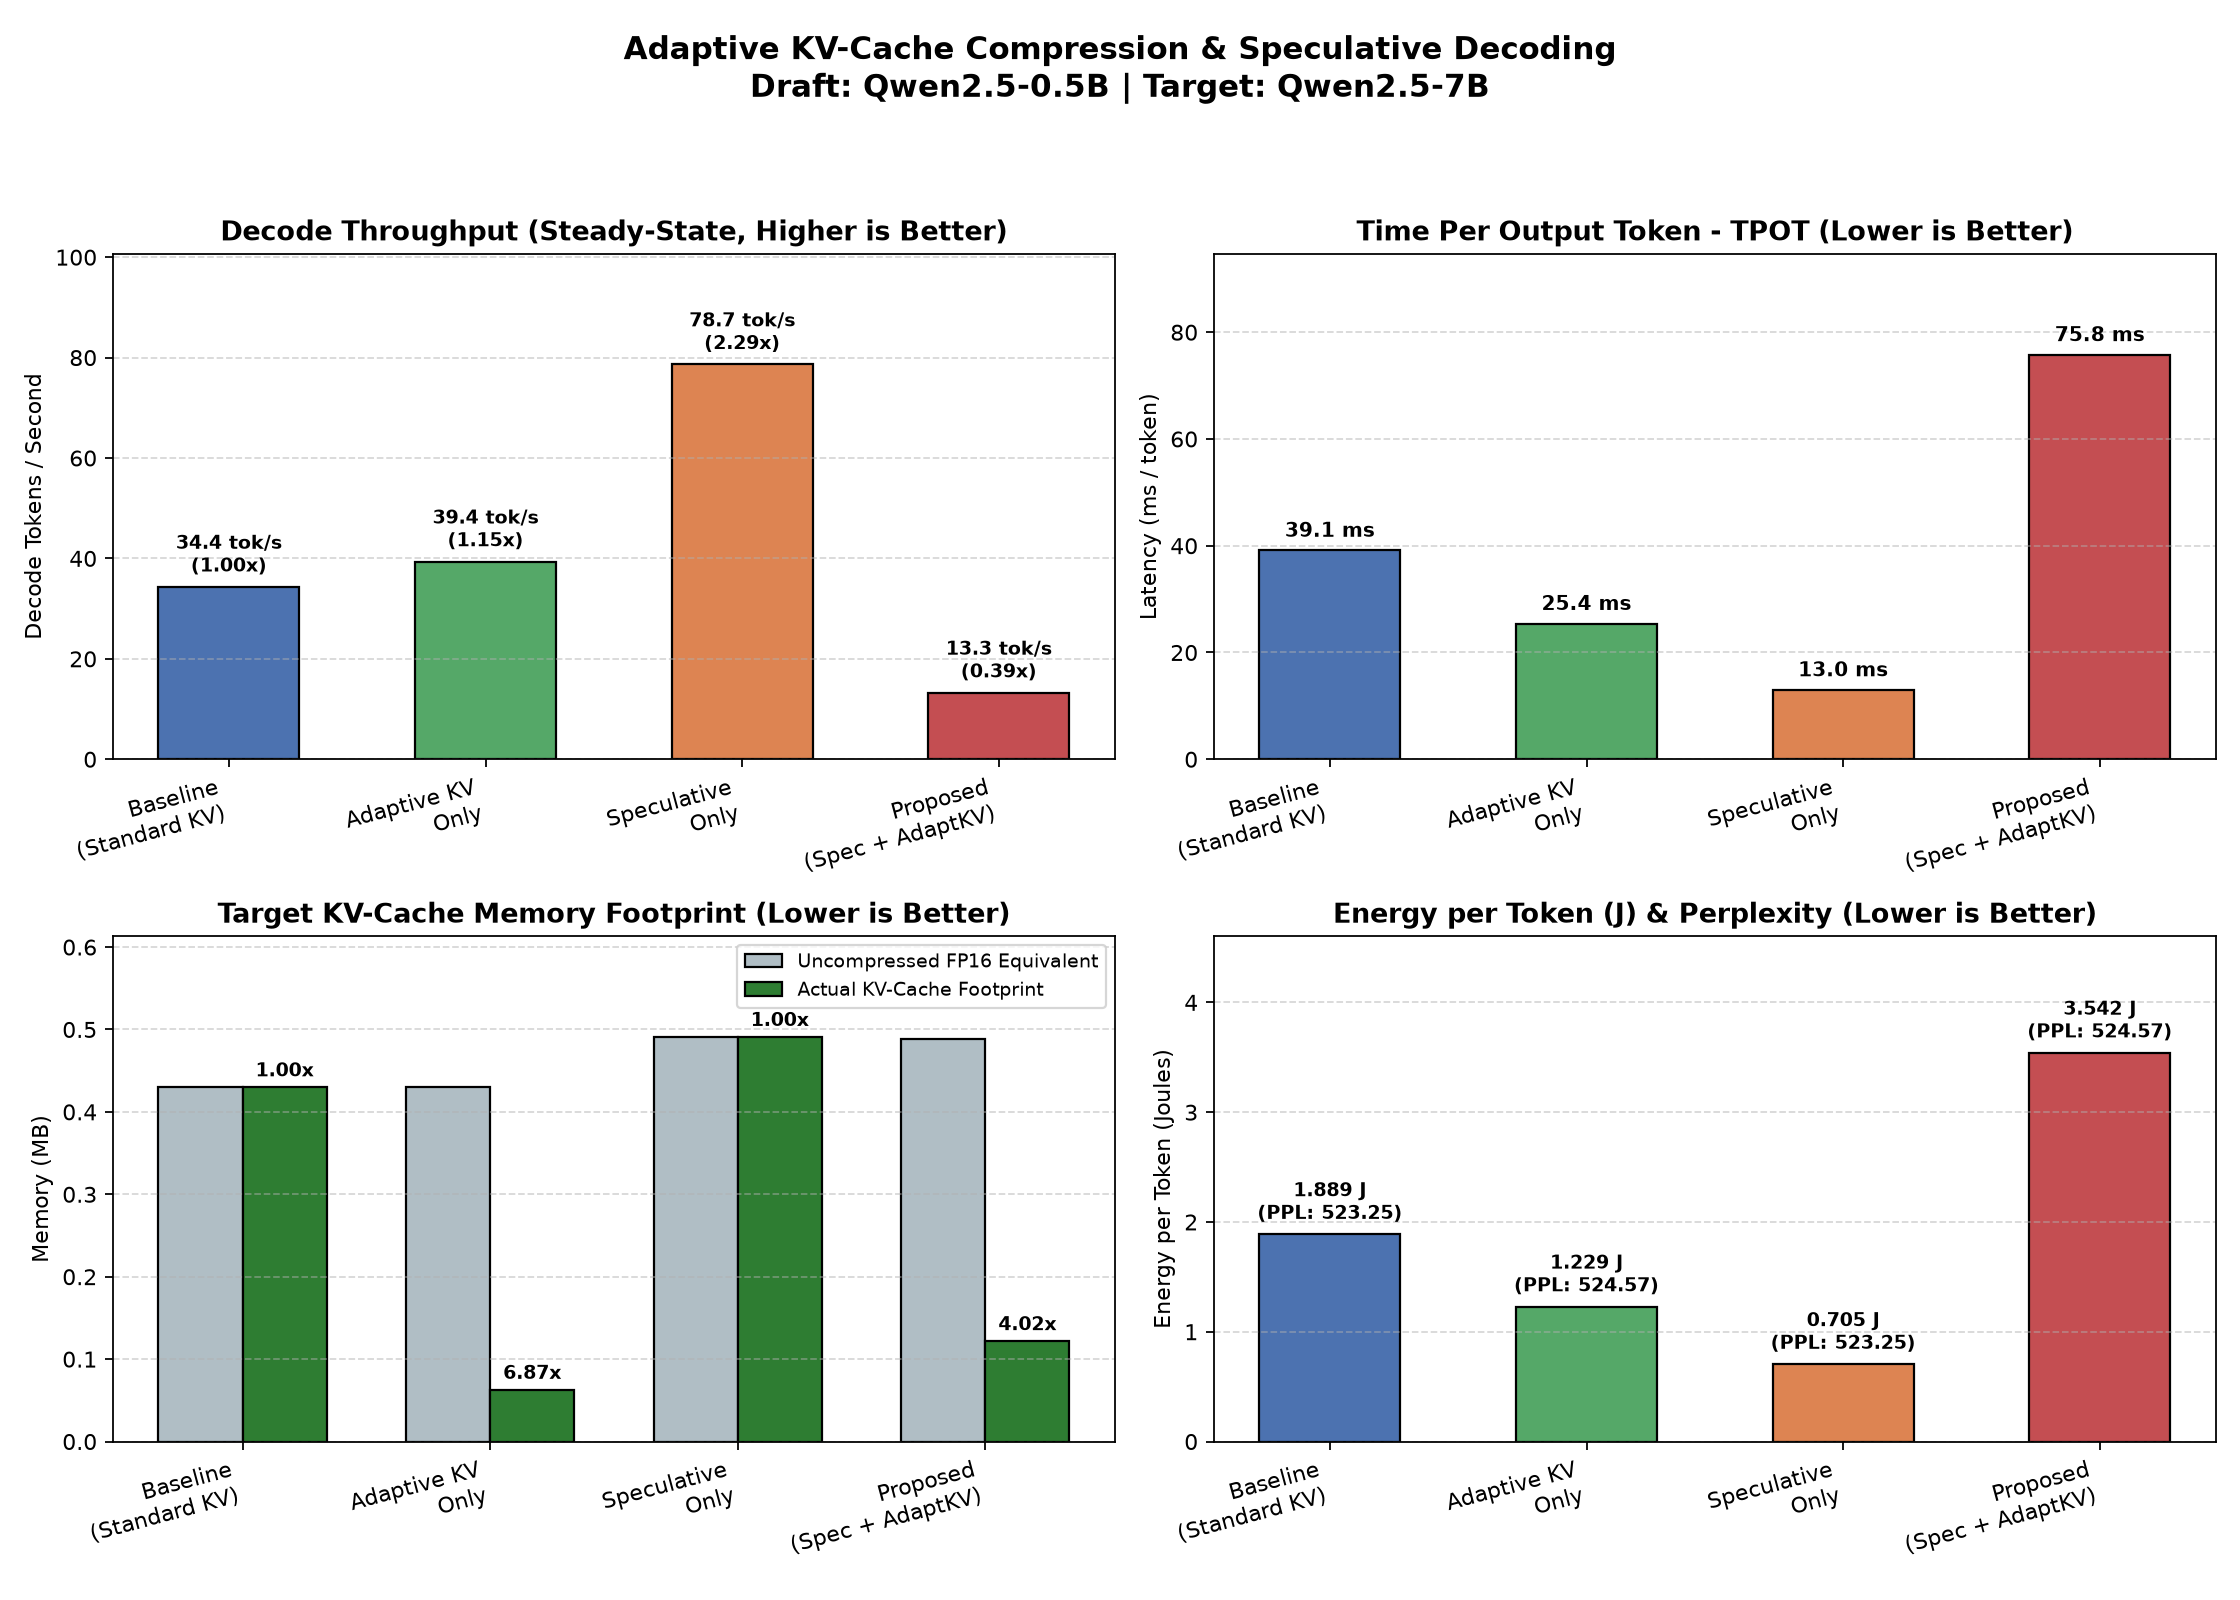 Adaptive KV-Cache Compression & Speculative Decoding
Draft: Qwen2.5-0.5B | Target: Qwen2.5-7B
Decode Throughput (Steady-State, Higher is Better)
Decode Tokens / Second
100
80
60
40
20
0
34.4 tok/s
(1.00x)
39.4 tok/s
(1.15x)
78.7 tok/s
(2.29x)
13.3 tok/s
(0.39x)
Baseline
(Standard KV)
Adaptive KV
Only
Speculative
Only
Proposed
(Spec + AdaptKV)
Time Per Output Token - TPOT (Lower is Better)
Latency (ms / token)
80
60
40
20
0
39.1 ms
25.4 ms
13.0 ms
75.8 ms
Baseline
(Standard KV)
Adaptive KV
Only
Speculative
Only
Proposed
(Spec + AdaptKV)
Target KV-Cache Memory Footprint (Lower is Better)
Memory (MB)
0.6
0.5
0.4
0.3
0.2
0.1
0.0
Uncompressed FP16 Equivalent
Actual KV-Cache Footprint
1.00x
6.87x
1.00x
4.02x
Baseline
(Standard KV)
Adaptive KV
Only
Speculative
Only
Proposed
(Spec + AdaptKV)
Energy per Token (J) & Perplexity (Lower is Better)
Energy per Token (Joules)
4
3
2
1
0
1.889 J
(PPL: 523.25)
1.229 J
(PPL: 524.57)
0.705 J
(PPL: 523.25)
3.542 J
(PPL: 524.57)
Baseline
(Standard KV)
Adaptive KV
Only
Speculative
Only
Proposed
(Spec + AdaptKV)